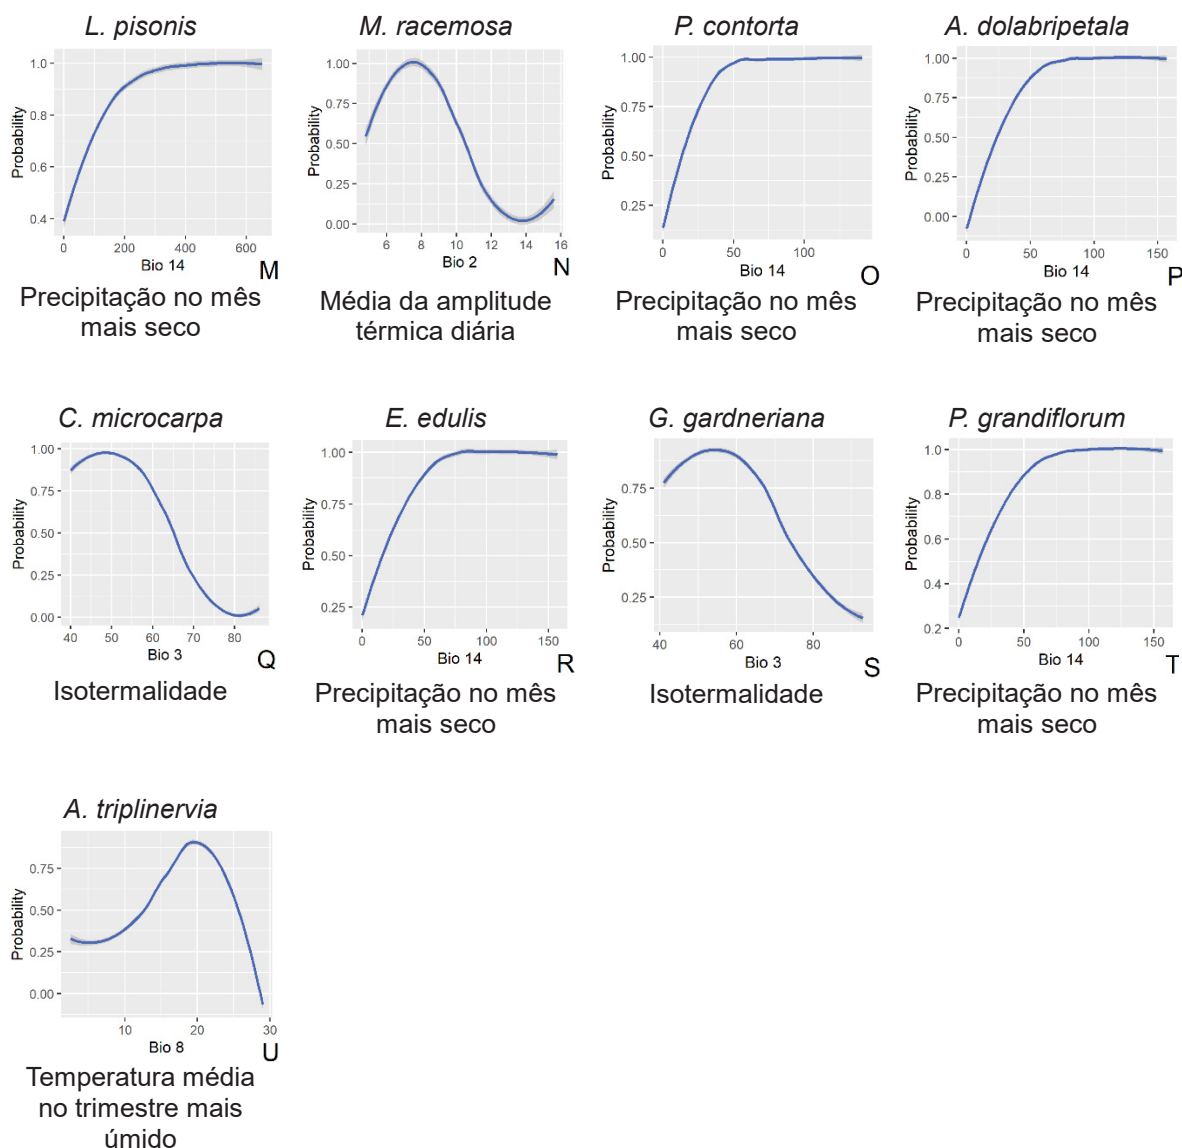 L. pisonis
1.0
0.8
0.6
0.4
Probability
0 200 400 600
Bio 14
M
Precipitação no mês
mais seco
M. racemosa
1.00
0.75
0.50
0.25
0.00
Probability
6 8 10 12 14 16
Bio 2
N
Média da amplitude
térmica diária
P. contorta
1.00
0.75
0.50
0.25
Probability
0 50 100
Bio 14
O
Precipitação no mês
mais seco
A. dolabripetala
1.00
0.75
0.50
0.25
0.00
Probability
0 50 100 150
Bio 14
P
Precipitação no mês
mais seco
C. microcarpa
1.00
0.75
0.50
0.25
0.00
Probability
40 50 60 70 80
Bio 3
Q
Isotermalidade
E. edulis
1.00
0.75
0.50
0.25
Probability
0 50 100 150
Bio 14
R
Precipitação no mês
mais seco
G. gardneriana
0.75
0.50
0.25
Probability
40 60 80
Bio 3
S
Isotermalidade
P. grandiflorum
1.0
0.8
0.6
0.4
0.2
Probability
0 50 100 150
Bio 14
T
Precipitação no mês
mais seco
A. triplinervia
0.75
0.50
0.25
0.00
Probability
10 20 30
Bio 8
U
Temperatura média
no trimestre mais
úmido